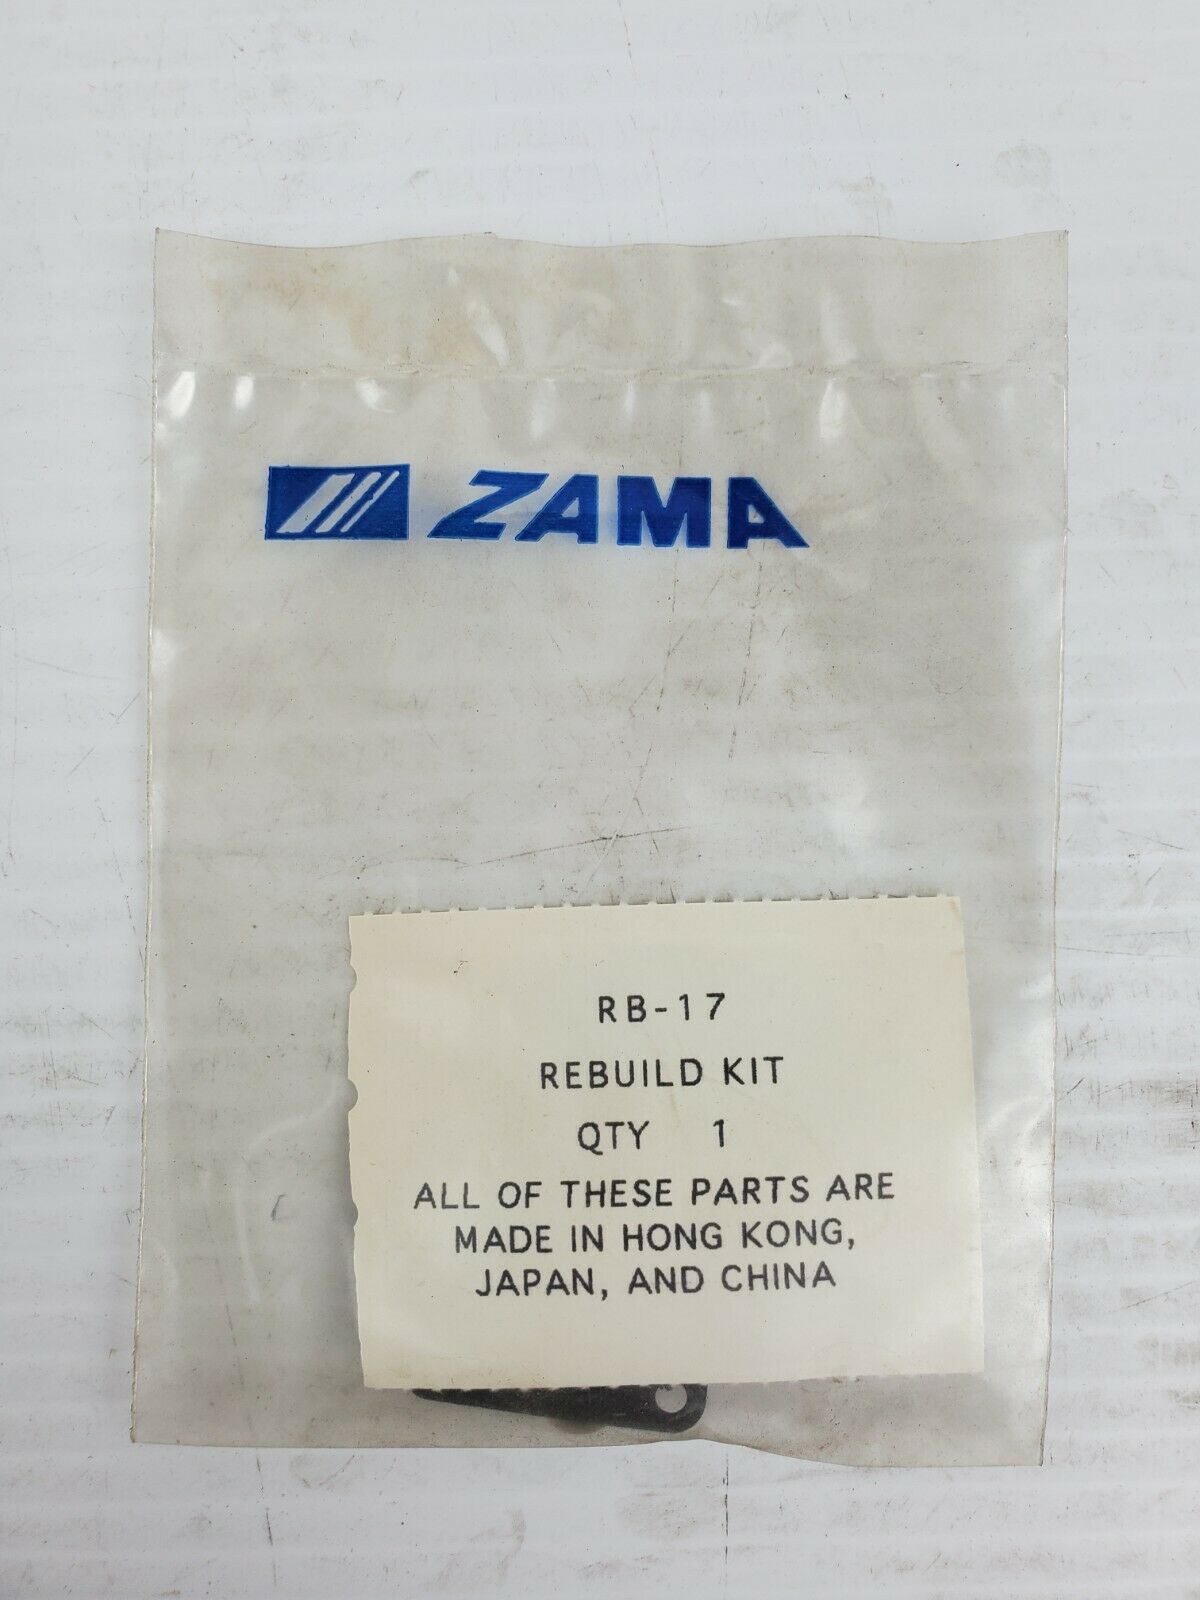 ZAMA
RB-17
REBUILD KIT
QTY 1
ALL OF THESE PARTS ARE
MADE IN HONG KONG,
JAPAN, AND CHINA